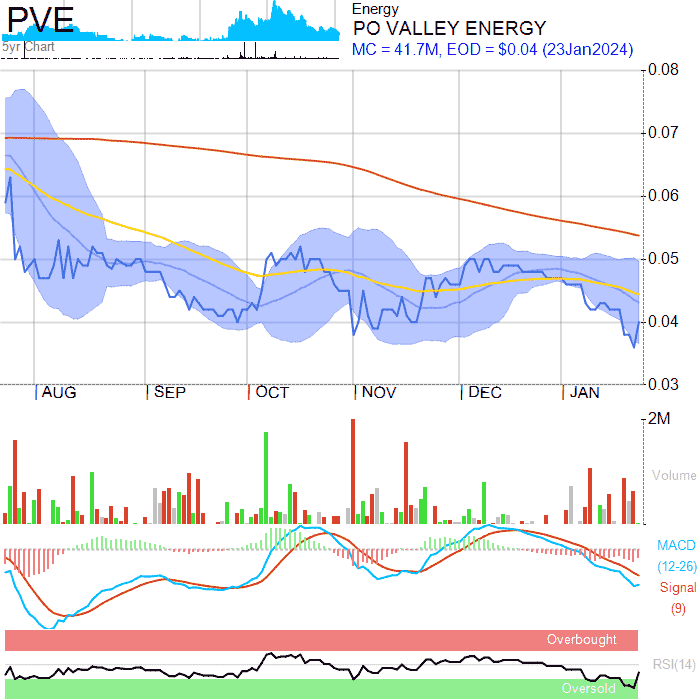 PVE
5yr Chart
Energy
PO VALLEY ENERGY
MC = 41.7M, EOD = $0.04 (23Jan2024)
0.08
0.07
0.06
0.05
0.04
0.03
AUG SEP OCT NOV DEC JAN
2M
Volume
MACD
(12-26)
Signal
(9)
Overbought
RSI(14)
Oversold